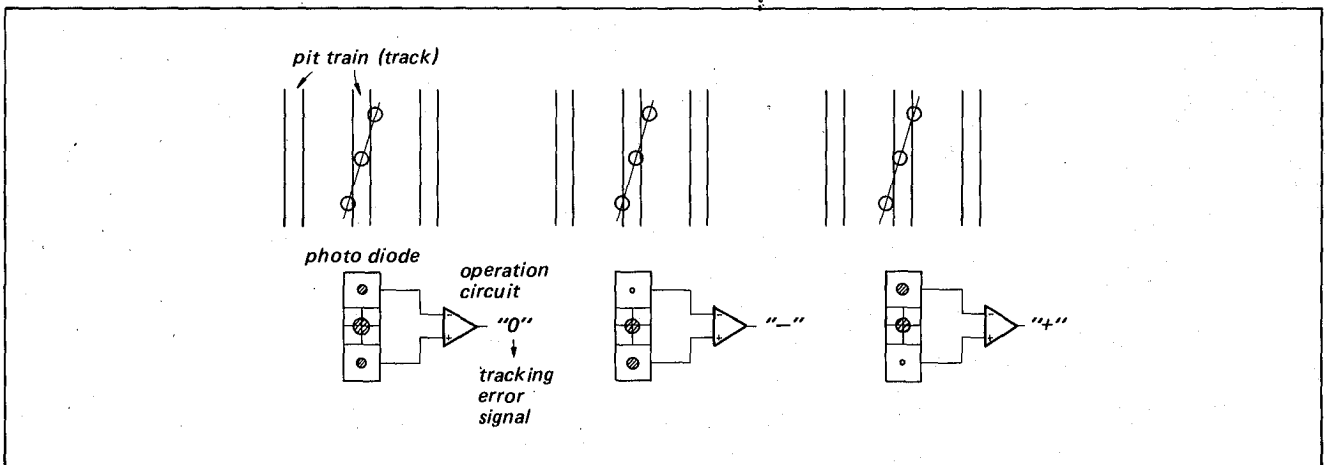 pit train (track)
photo diode
operation
circuit
-
+
"0"
tracking
error
signal
-
+
"−"
-
+
"+"